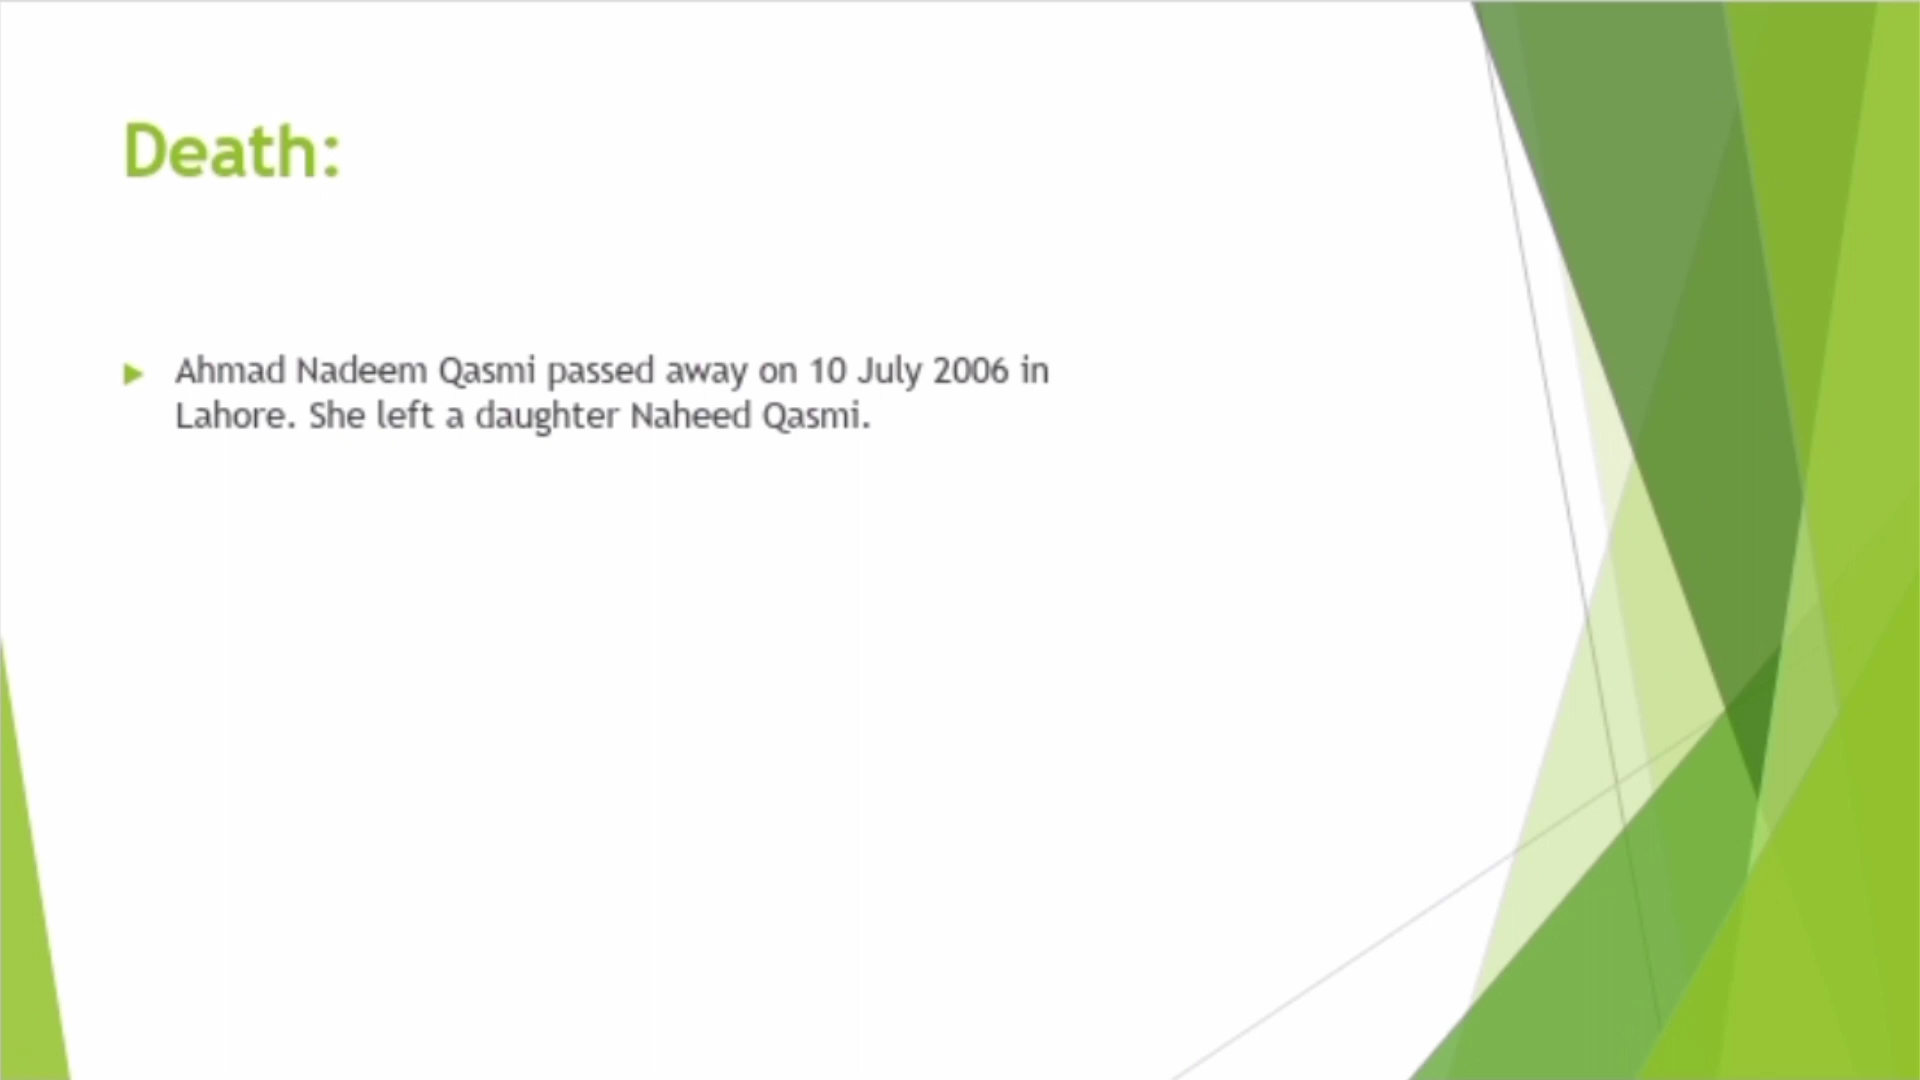 Death:
Ahmad Nadeem Qasmi passed away on 10 July 2006 in
Lahore. She left a daughter Naheed Qasmi.